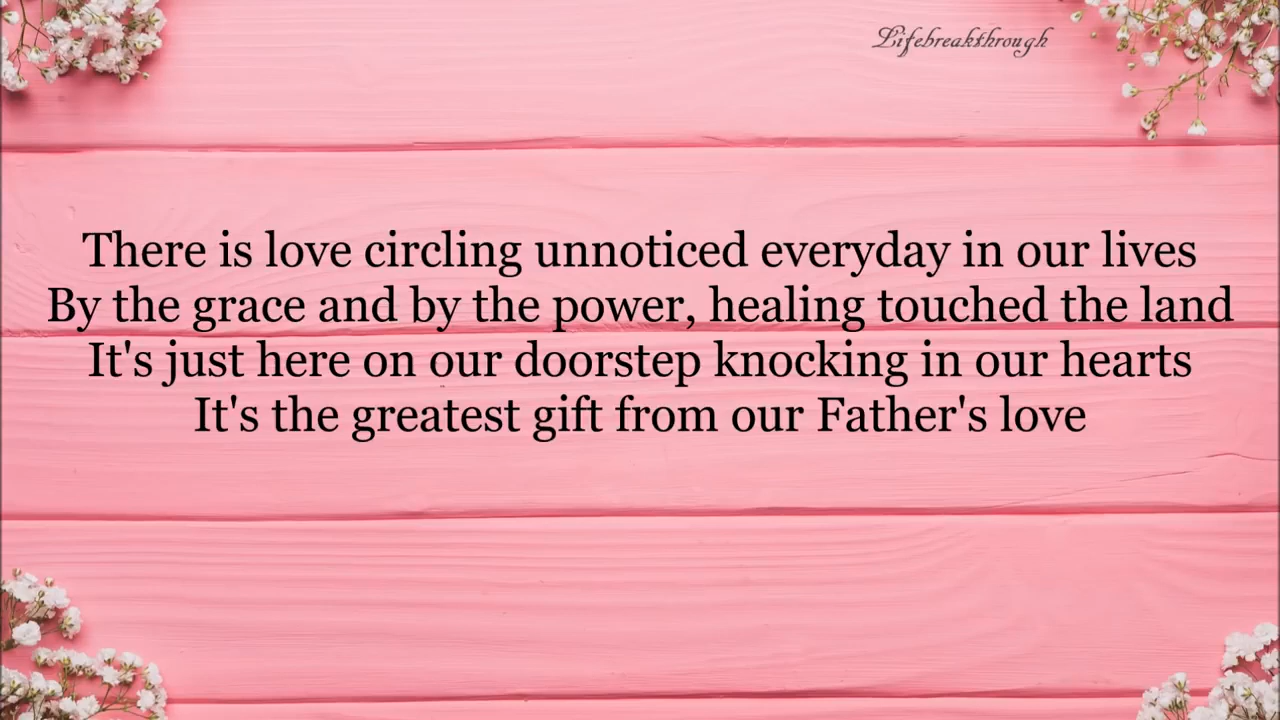 Lifebreakthrough
There is love circling unnoticed everyday in our lives
By the grace and by the power, healing touched the land
It's just here on our doorstep knocking in our hearts
It's the greatest gift from our Father's love